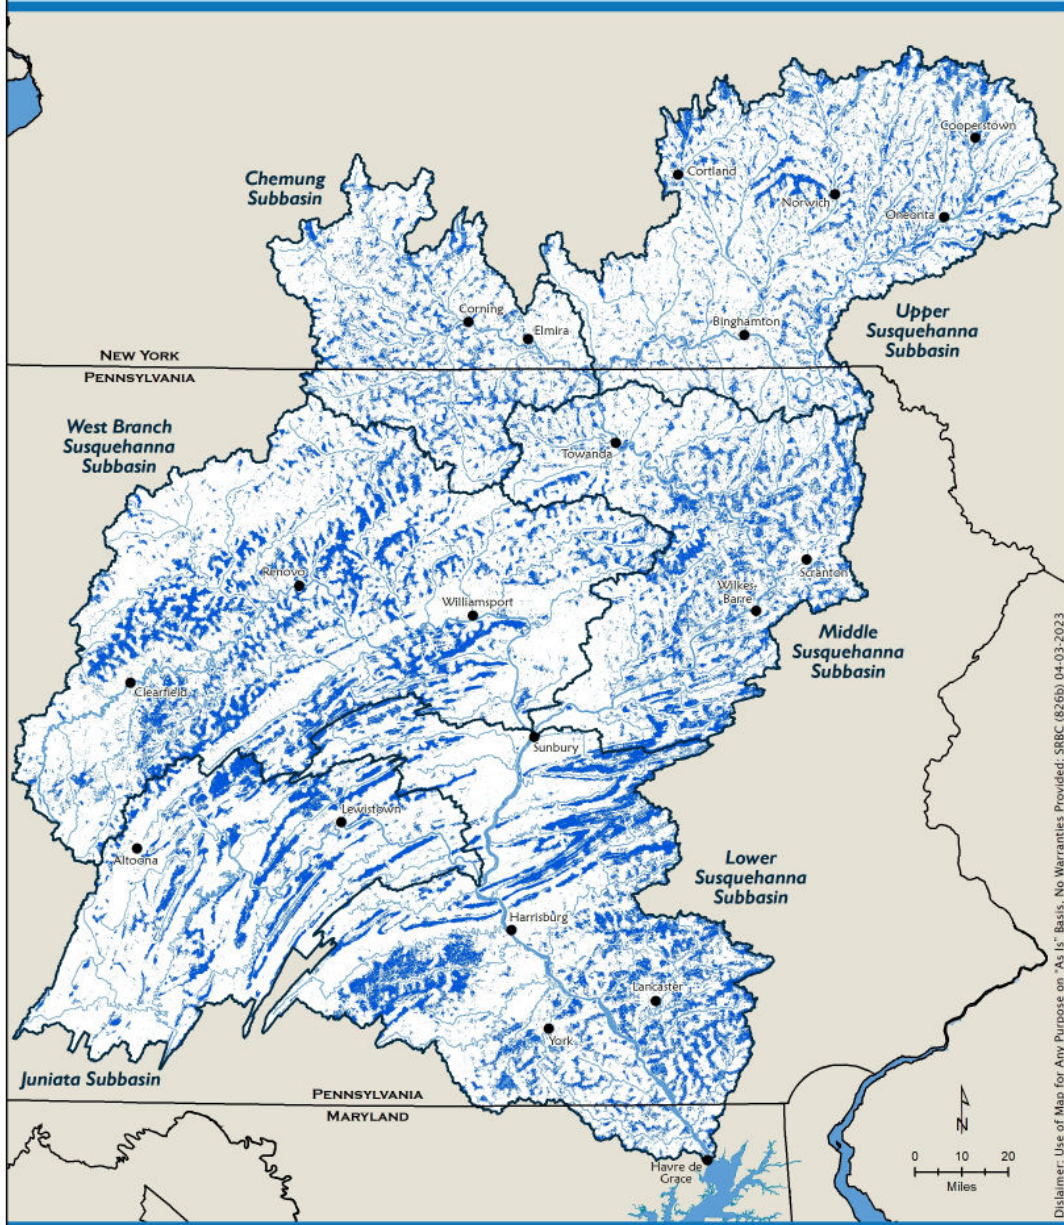 Cooperstown
Cortland
Norwich
Oneonta
Chemung
Subbasin
Corning
Elmira
Binghamton
Upper
Susquehanna
Subbasin
NEW YORK
PENNSYLVANIA
West Branch
Susquehanna
Subbasin
Towanda
Renovo
Williamsport
Scranton
Wilkes-
Barre
Middle
Susquehanna
Subbasin
Clearfield
Sunbury
Lewistown
Altoona
Lower
Susquehanna
Subbasin
Harrisburg
Lancaster
York
Juniata Subbasin
PENNSYLVANIA
MARYLAND
Havre de
Grace
N
0 10 20
Miles
Disclaimer: Use of Map for Any Purpose on "As Is" Basis. No Warranties Provided; SRBC (826b) 04-03-2023